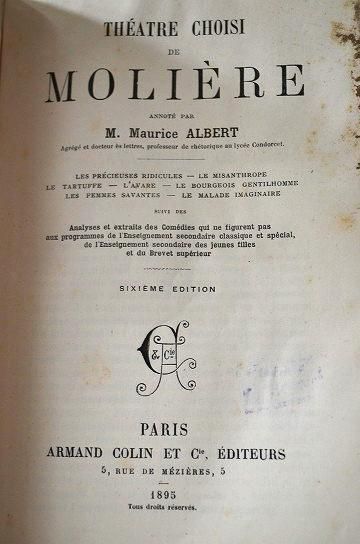 THÉATRE CHOISI
DE
MOLIÈRE
ANNOTÉ PAR
M. Maurice ALBERT
Agrégé et docteur ès lettres, professeur de rhétorique au lycée Condorcet.
LES PRÉCIEUSES RIDICULES — LE MISANTHROPE
LE TARTUFFE — L'AVARE — LE BOURGEOIS GENTILHOMME
LES FEMMES SAVANTES — LE MALADE IMAGINAIRE
SUIVI DES
Analyses et extraits des Comédies qui ne figurent pas
aux programmes de l'Enseignement secondaire classique et spécial,
de l'Enseignement secondaire des jeunes filles
et du Brevet supérieur
SIXIÈME ÉDITION
& Cie
PARIS
ARMAND COLIN ET Cie, ÉDITEURS
5, RUE DE MÉZIÈRES, 5
1895
Tous droits réservés.